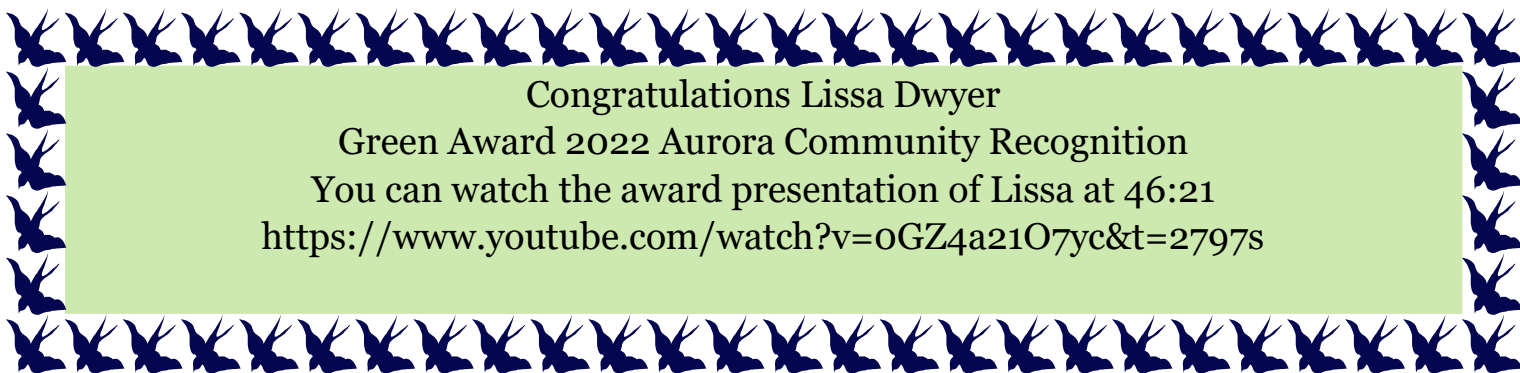 Congratulations Lissa Dwyer
Green Award 2022 Aurora Community Recognition
You can watch the award presentation of Lissa at 46:21
https://www.youtube.com/watch?v=0GZ4a21O7yc&t=2797s